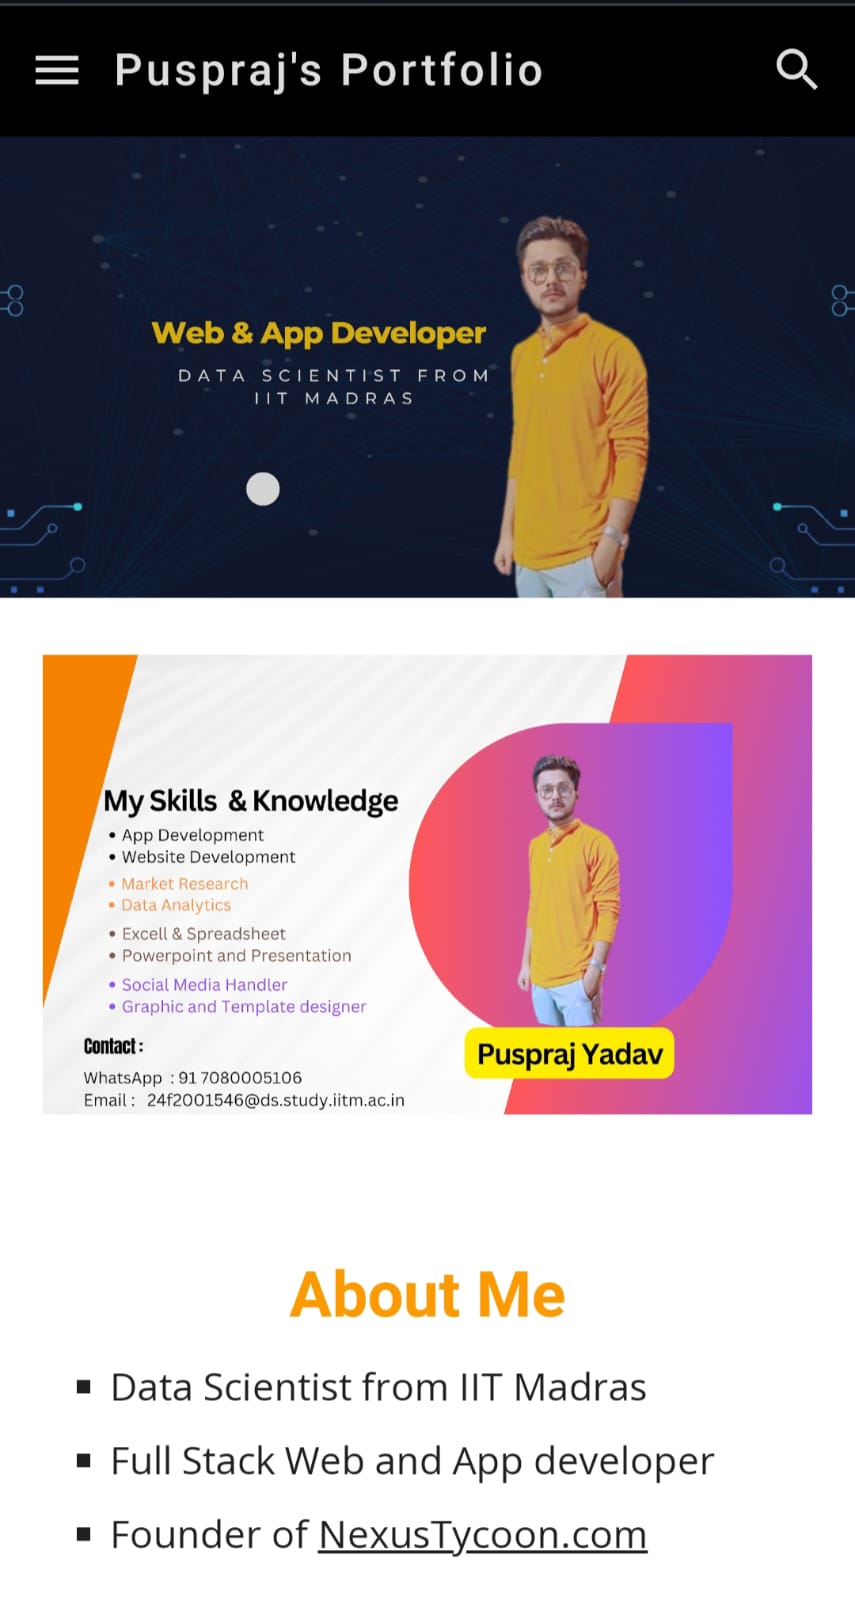 Puspraj's Portfolio
Web & App Developer
DATA SCIENTIST FROM
IIT MADRAS
My Skills & Knowledge
• App Development
• Website Development
• Market Research
• Data Analytics
• Excell & Spreadsheet
• Powerpoint and Presentation
• Social Media Handler
• Graphic and Template designer
Contact :
WhatsApp : 91 7080005106
Email : 24f2001546@ds.study.iitm.ac.in
Puspraj Yadav
About Me
▪ Data Scientist from IIT Madras
▪ Full Stack Web and App developer
▪ Founder of NexusTycoon.com